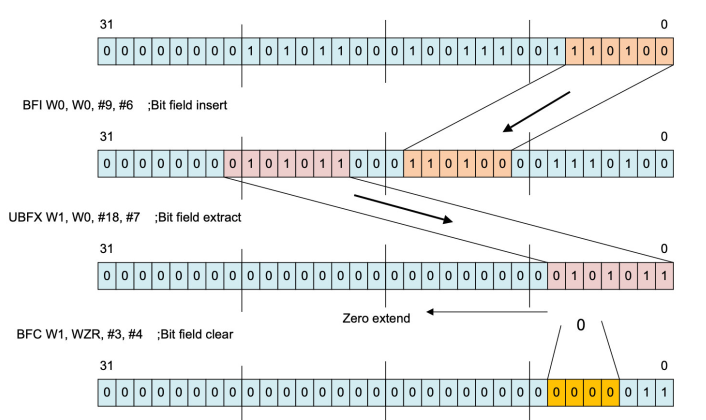 31 0
0 0 0 0 0 0 0 0 1 0 1 0 1 1 0 0 0 1 0 0 1 1 1 0 0 1 1 1 0 1 0 0
BFI W0, W0, #9, #6 ;Bit field insert
31 0
0 0 0 0 0 0 0 0 1 0 1 0 1 1 0 0 0 1 1 0 1 0 0 0 0 1 1 1 0 1 0 0
UBFX W1, W0, #18, #7 ;Bit field extract
31 0
0 0 0 0 0 0 0 0 0 0 0 0 0 0 0 0 0 0 0 0 0 0 0 0 0 0 1 0 1 0 1 1
Zero extend
0
BFC W1, WZR, #3, #4 ;Bit field clear
31 0
0 0 0 0 0 0 0 0 0 0 0 0 0 0 0 0 0 0 0 0 0 0 0 0 0 0 0 0 0 0 1 1